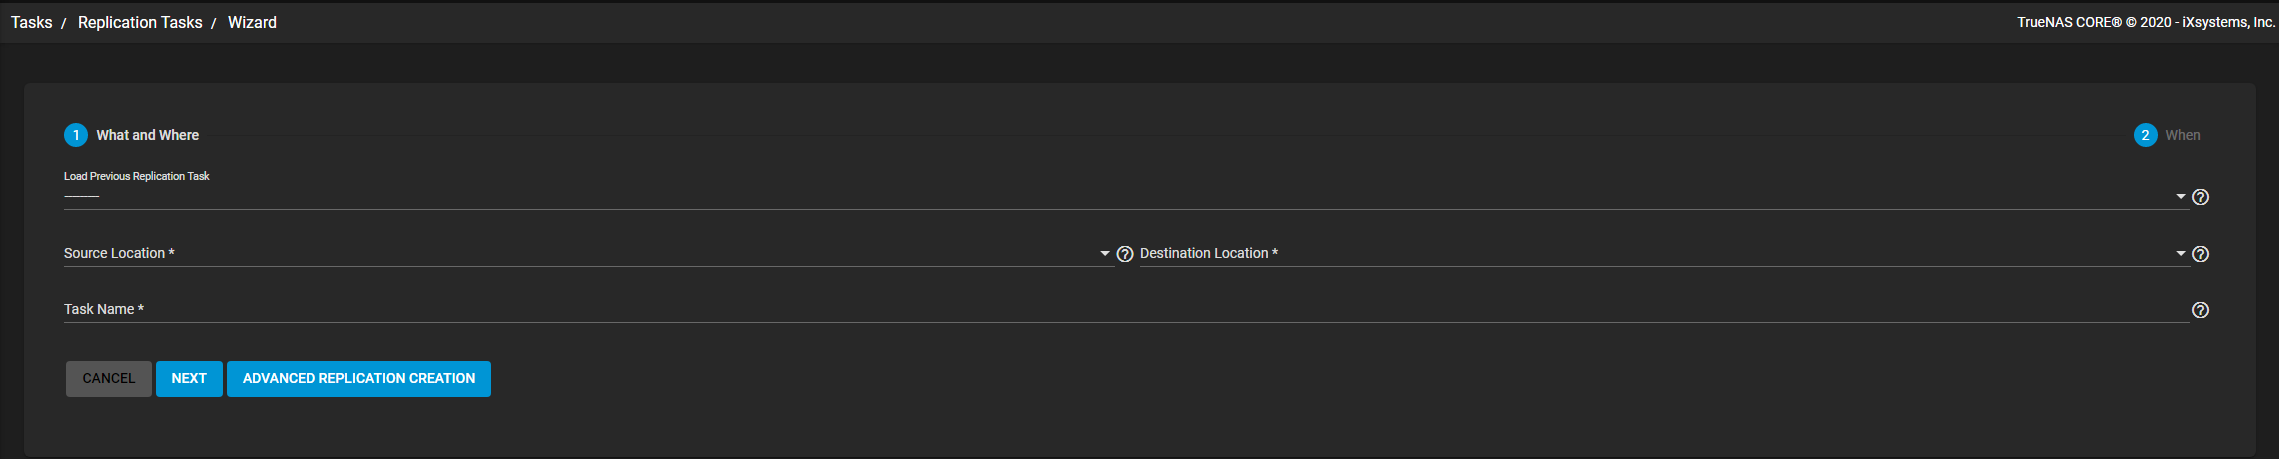 Tasks / Replication Tasks / Wizard
TrueNAS CORE® © 2020 - iXsystems, Inc.
1 What and Where
2 When
Load Previous Replication Task
---------
Source Location *
Destination Location *
Task Name *
CANCEL NEXT ADVANCED REPLICATION CREATION